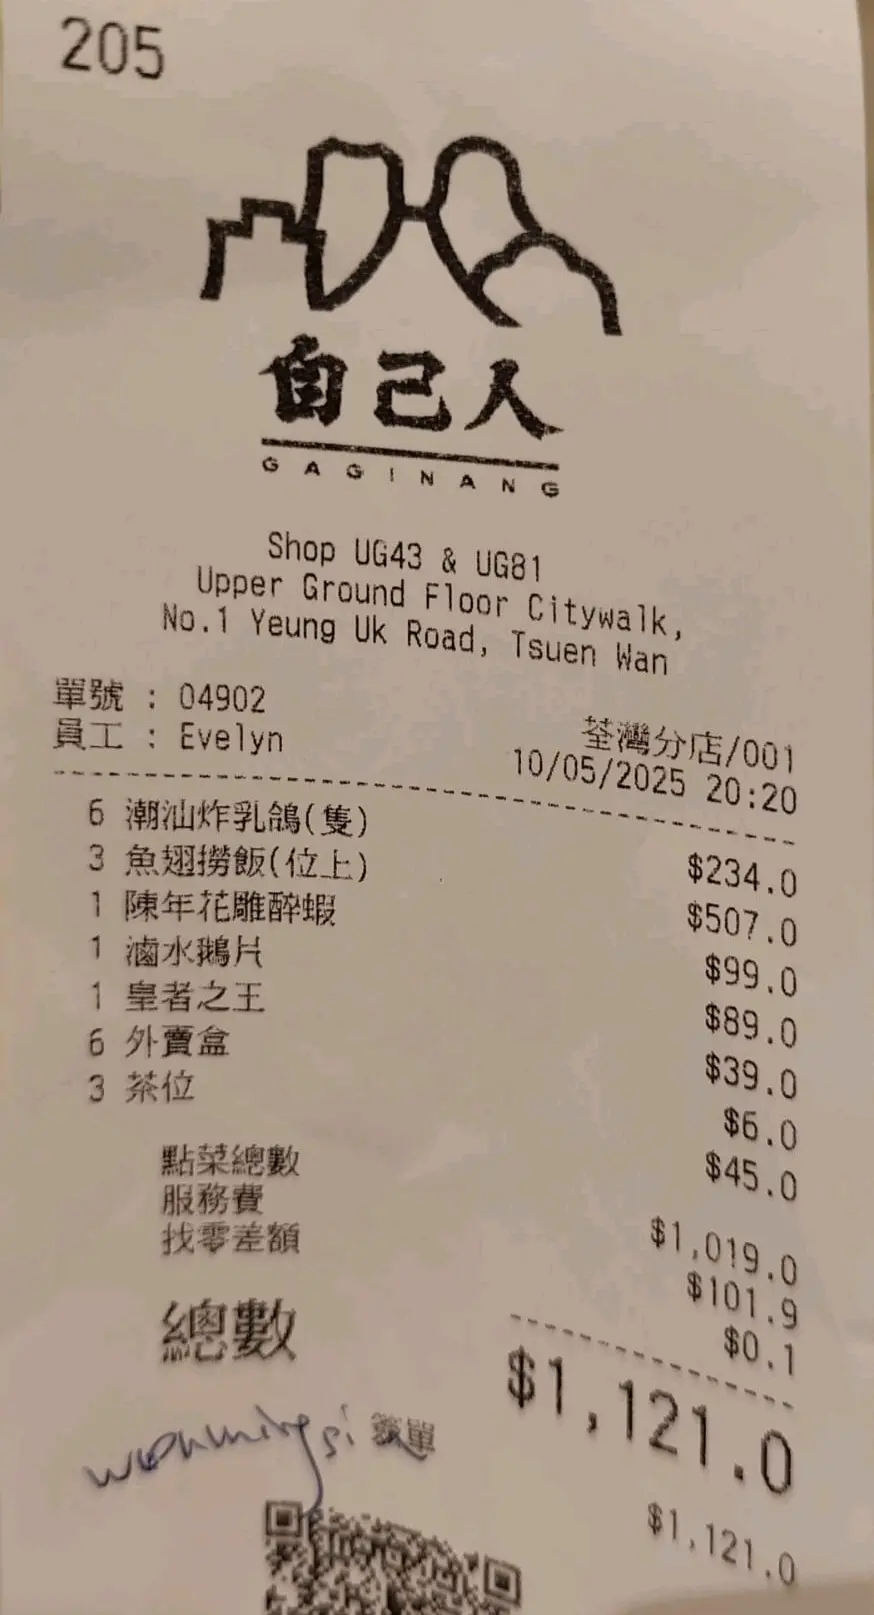 205
自己人
GAGINANG
Shop UG43 & UG81
Upper Ground Floor Citywalk,
No.1 Yeung Uk Road, Tsuen Wan
單號 : 04902 荃灣分店/001
員工 : Evelyn 10/05/2025 20:20
6 潮汕炸乳鴿(隻) $234.0
3 魚翅撈飯(位上) $507.0
1 陳年花雕醉蝦 $99.0
1 滷水鵝片 $89.0
1 皇者之王 $39.0
6 外賣盒 $6.0
3 茶位 $45.0
點菜總數 $1,019.0
服務費 $101.9
找零差額 $0.1
總數 $1,121.0
簽單 $1,121.0